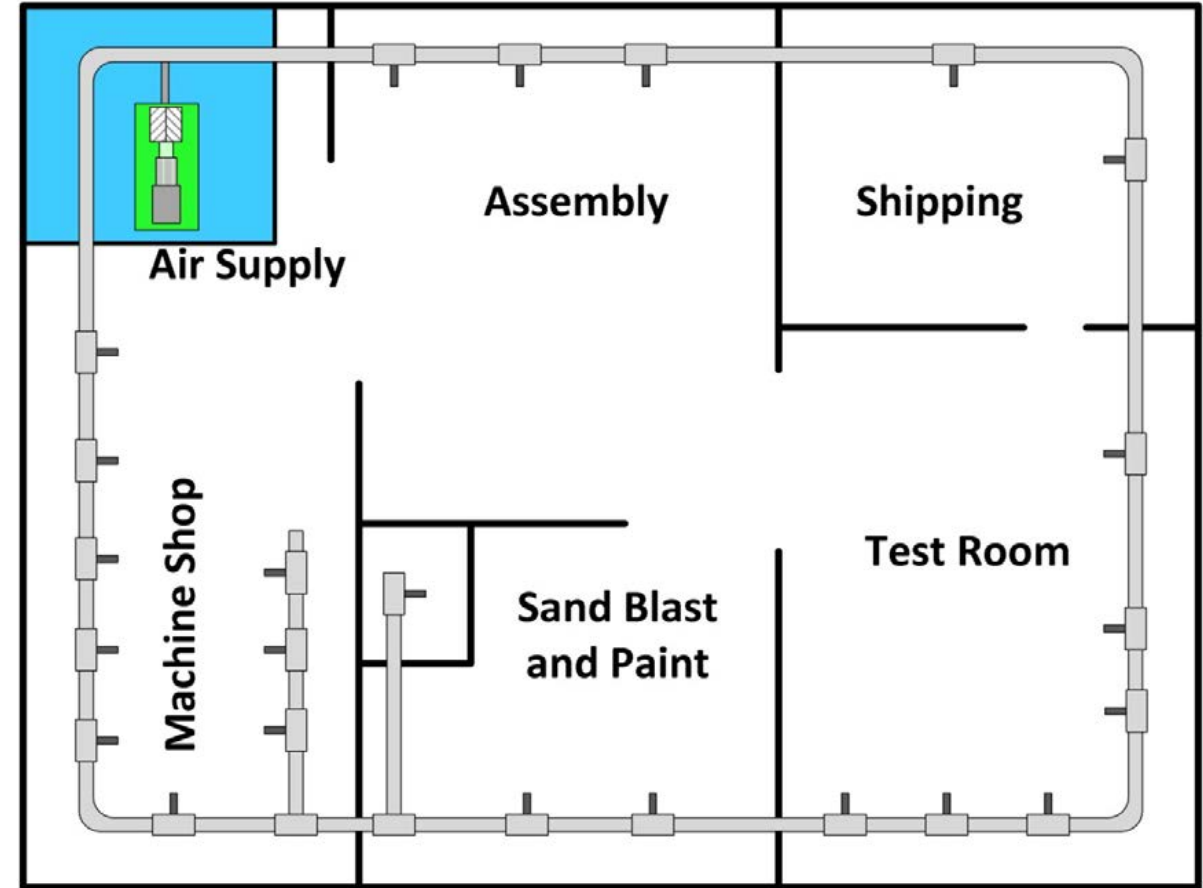 Assembly
Shipping
Air Supply
Machine Shop
Test Room
Sand Blast
and Paint